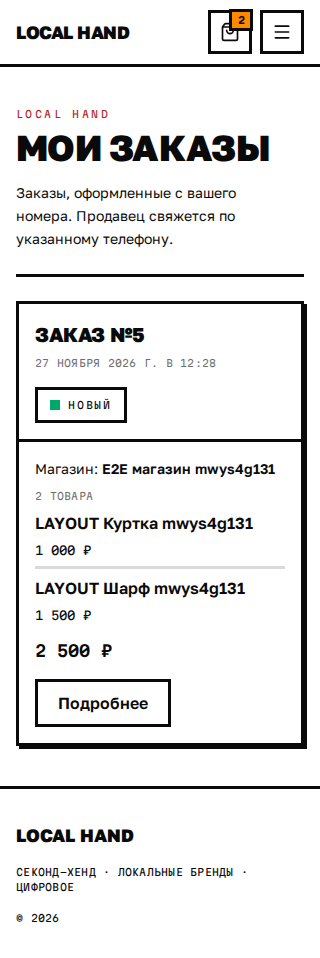 LOCAL HAND
2
LOCAL HAND
МОИ ЗАКАЗЫ
Заказы, оформленные с вашего
номера. Продавец свяжется по
указанному телефону.
ЗАКАЗ №5
27 НОЯБРЯ 2026 Г. В 12:28
НОВЫЙ
Магазин: E2E магазин mwys4g131
2 ТОВАРА
LAYOUT Куртка mwys4g131
1 000 ₽
LAYOUT Шарф mwys4g131
1 500 ₽
2 500 ₽
Подробнее
LOCAL HAND
СЕКОНД-ХЕНД · ЛОКАЛЬНЫЕ БРЕНДЫ ·
ЦИФРОВОЕ
© 2026